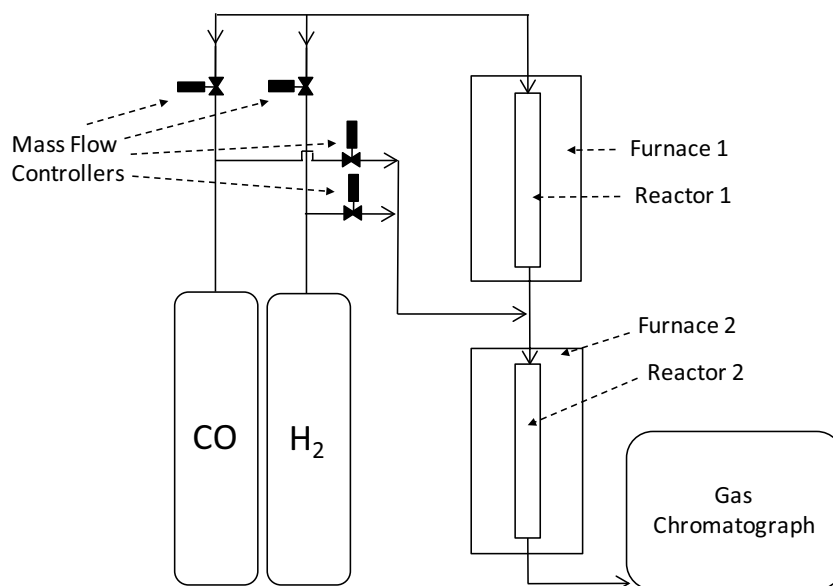 Mass Flow
Controllers
Furnace 1
Reactor 1
Furnace 2
Reactor 2
CO
H₂
Gas
Chromatograph